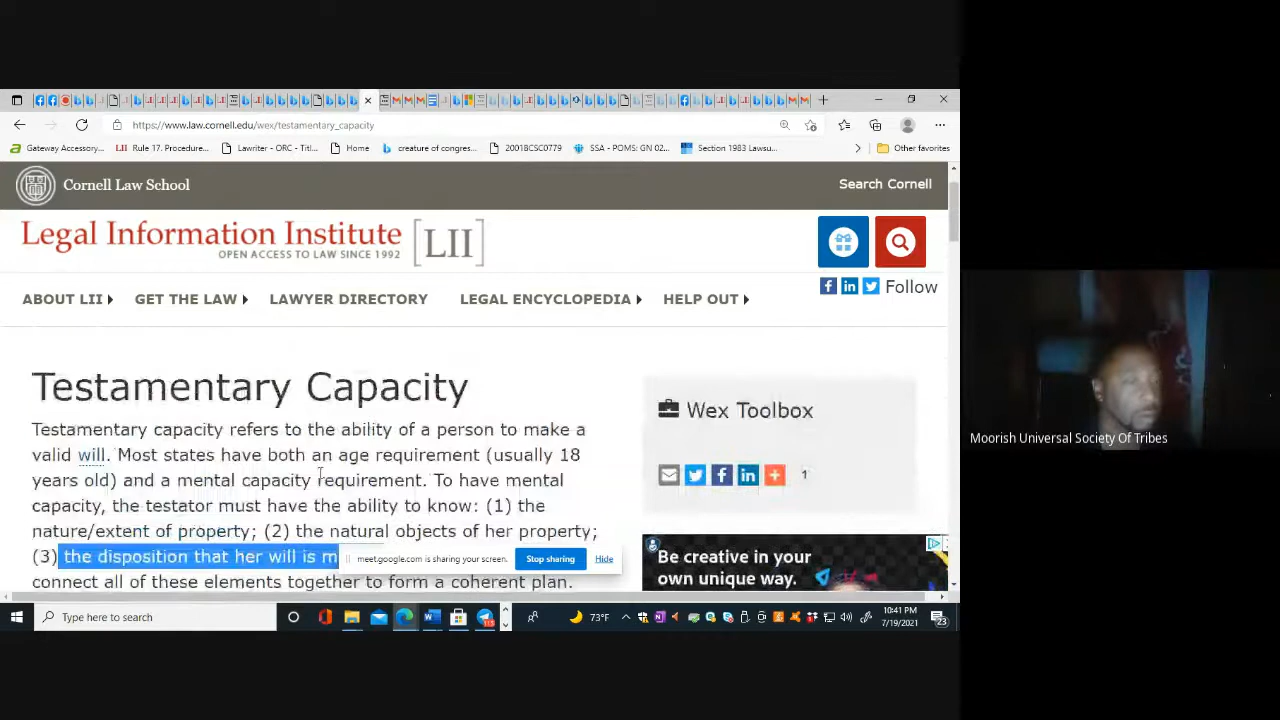 https://www.law.cornell.edu/wex/testamentary_capacity
Gateway Accessory...
LII Rule 17. Procedure...
Lawriter - ORC - Titl...
Home
creature of congres...
20018CSC0779
SSA - POMS: GN 02...
Section 1983 Lawsu...
Other favorites
Cornell Law School
Search Cornell
Legal Information Institute [LII]
OPEN ACCESS TO LAW SINCE 1992
ABOUT LII
GET THE LAW
LAWYER DIRECTORY
LEGAL ENCYCLOPEDIA
HELP OUT
Follow
Testamentary Capacity
Testamentary capacity refers to the ability of a person to make a
valid will. Most states have both an age requirement (usually 18
years old) and a mental capacity requirement. To have mental
capacity, the testator must have the ability to know: (1) the
nature/extent of property; (2) the natural objects of her property;
(3) the disposition that her will is m
connect all of these elements together to form a coherent plan.
Wex Toolbox
1
Be creative in your
own unique way.
meet.google.com is sharing your screen.
Stop sharing
Hide
Moorish Universal Society Of Tribes
Type here to search
73°F
10:41 PM
7/19/2021
23